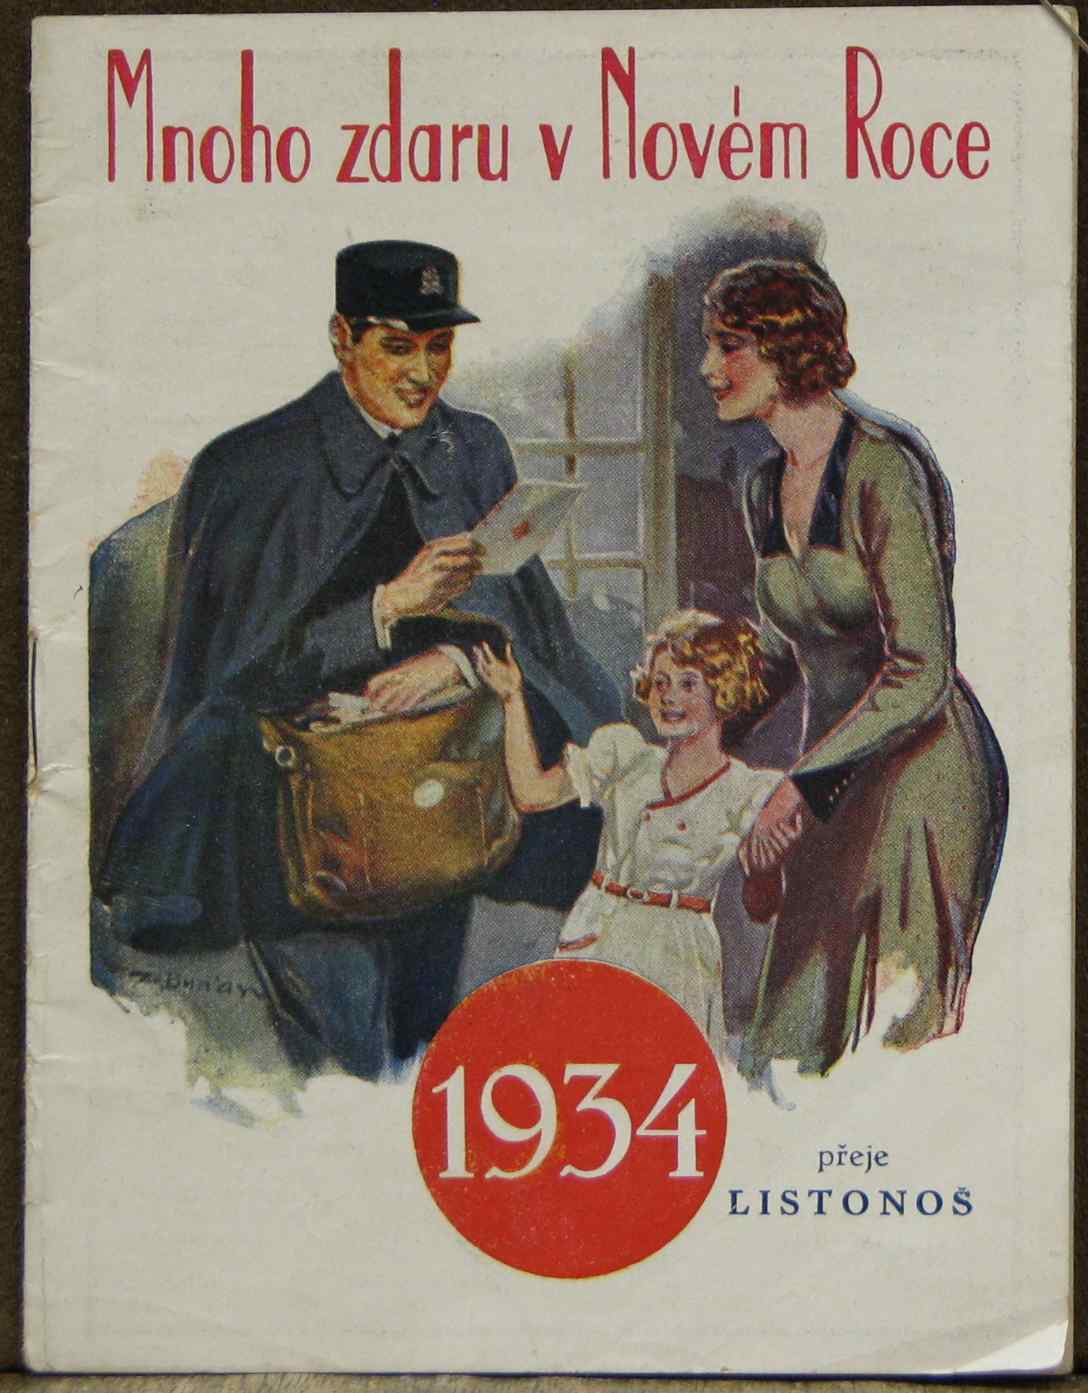 Mnoho zdaru v Novém Roce
1934
přeje
LISTONOŠ